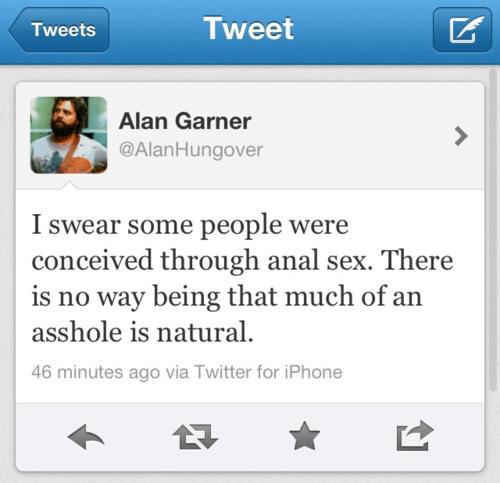 Tweets
Tweet
Alan Garner
@AlanHungover
I swear some people were
conceived through anal sex. There
is no way being that much of an
asshole is natural.
46 minutes ago via Twitter for iPhone